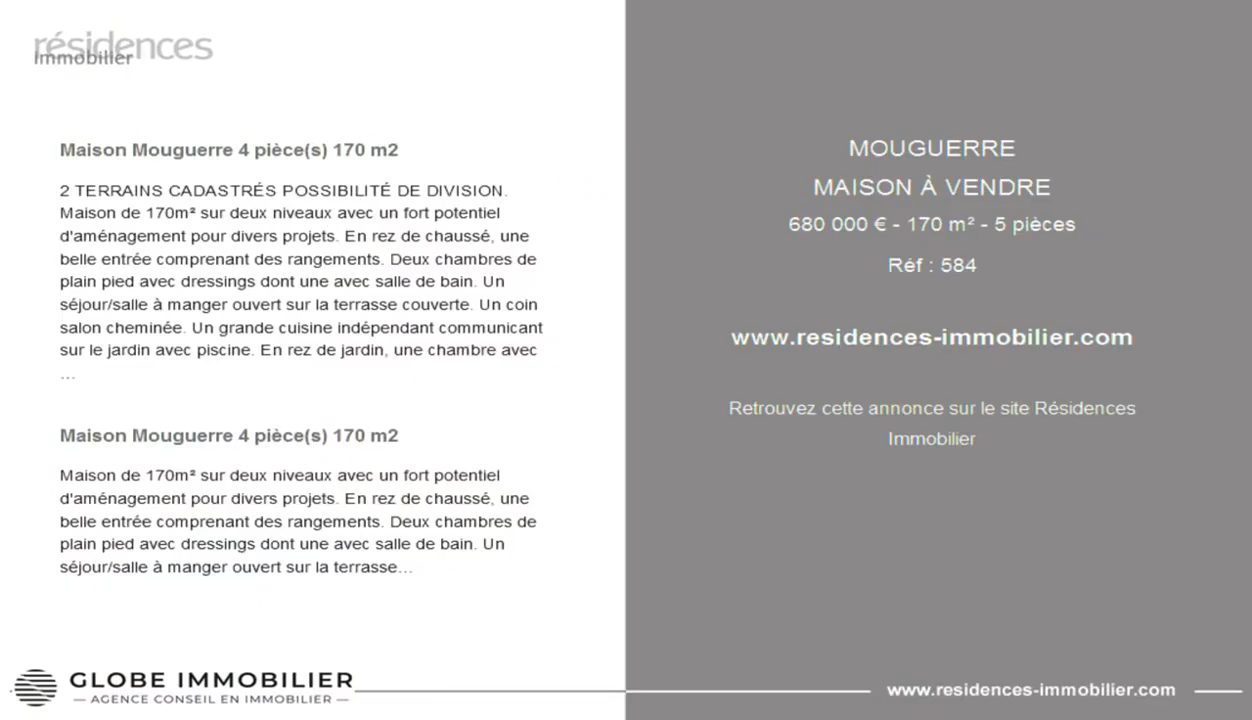 résidences
Immobilier
Maison Mouguerre 4 pièce(s) 170 m2
2 TERRAINS CADASTRÉS POSSIBILITÉ DE DIVISION.
Maison de 170m² sur deux niveaux avec un fort potentiel
d'aménagement pour divers projets. En rez de chaussé, une
belle entrée comprenant des rangements. Deux chambres de
plain pied avec dressings dont une avec salle de bain. Un
séjour/salle à manger ouvert sur la terrasse couverte. Un coin
salon cheminée. Un grande cuisine indépendant communicant
sur le jardin avec piscine. En rez de jardin, une chambre avec
...
Maison Mouguerre 4 pièce(s) 170 m2
Maison de 170m² sur deux niveaux avec un fort potentiel
d'aménagement pour divers projets. En rez de chaussé, une
belle entrée comprenant des rangements. Deux chambres de
plain pied avec dressings dont une avec salle de bain. Un
séjour/salle à manger ouvert sur la terrasse...
GLOBE IMMOBILIER
— AGENCE CONSEIL EN IMMOBILIER —
MOUGUERRE
MAISON À VENDRE
680 000 € - 170 m² - 5 pièces
Réf : 584
www.residences-immobilier.com
Retrouvez cette annonce sur le site Résidences
Immobilier
www.residences-immobilier.com